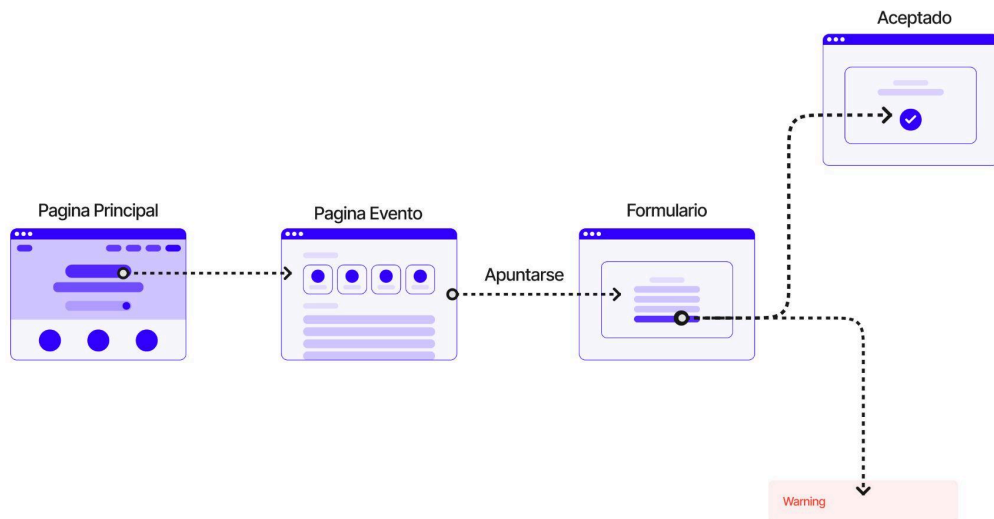 Aceptado
Pagina Principal
Pagina Evento
Formulario
Apuntarse
Warning